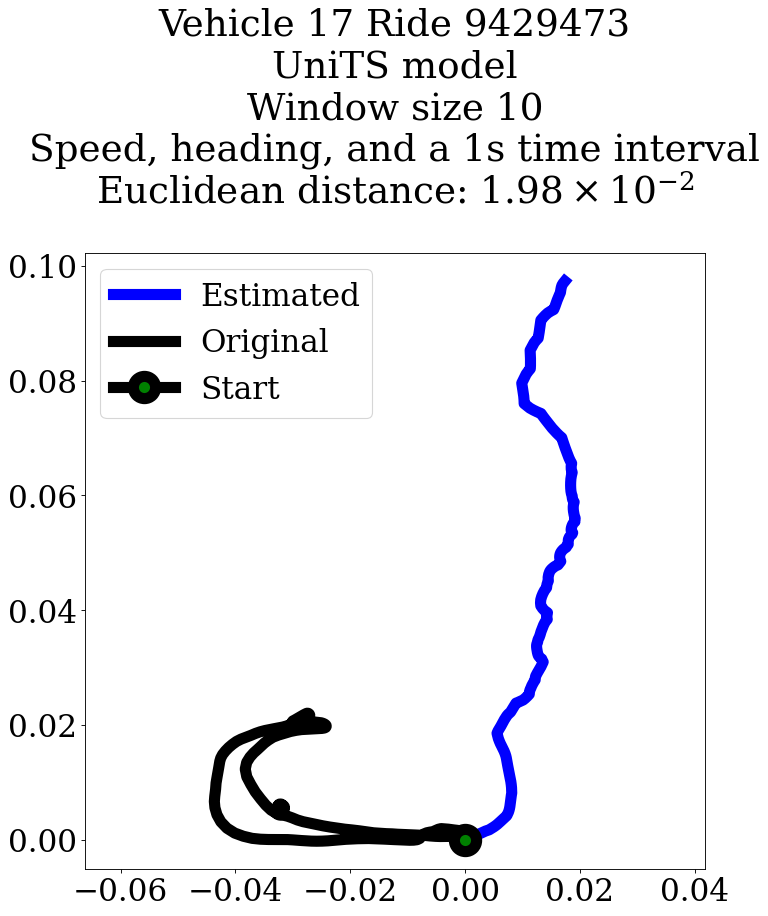 Vehicle 17 Ride 9429473
UniTS model
Window size 10
Speed, heading, and a 1s time interval
Euclidean distance: 1.98 × 10⁻²
0.10
Estimated
Original
0.08
Start
0.06
0.04
0.02
0.00
−0.06 −0.04 −0.02 0.00 0.02 0.04